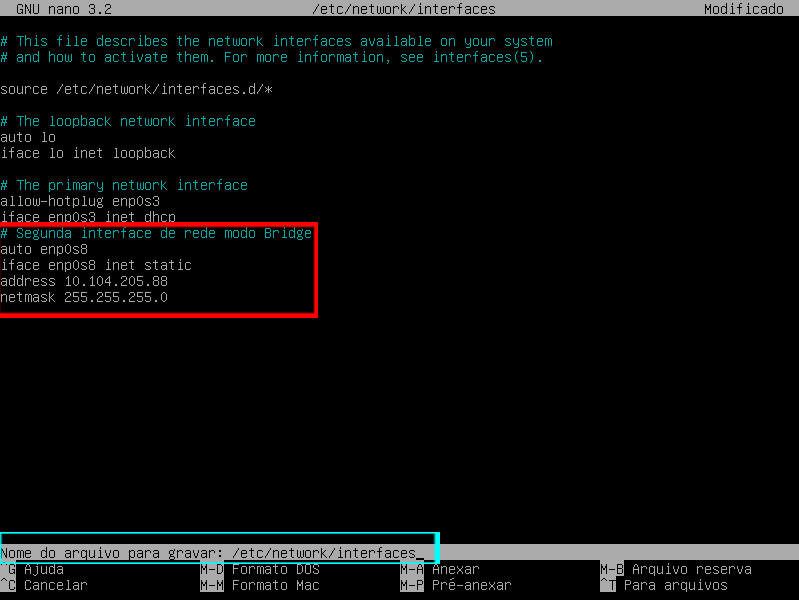 GNU nano 3.2 /etc/network/interfaces Modificado
# This file describes the network interfaces available on your system
# and how to activate them. For more information, see interfaces(5).
source /etc/network/interfaces.d/*
# The loopback network interface
auto lo
iface lo inet loopback
# The primary network interface
allow-hotplug enp0s3
iface enp0s3 inet dhcp
# Segunda interface de rede modo Bridge
auto enp0s8
iface enp0s8 inet static
address 10.104.205.88
netmask 255.255.255.0
Nome do arquivo para gravar: /etc/network/interfaces_
^G Ajuda M-D Formato DOS M-A Anexar M-B Arquivo reserva
^C Cancelar M-M Formato Mac M-P Pré-anexar ^T Para arquivos